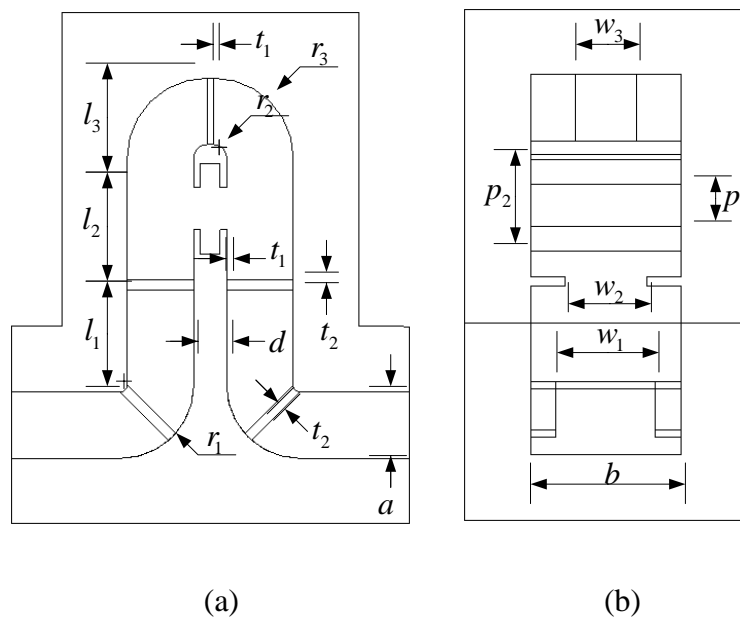 t₁
r₃
l₃
r₂
l₂
t₁
l₁
d
t₂
r₁
t₂
a
(a)
w₃
p₂
p
w₂
w₁
b
(b)